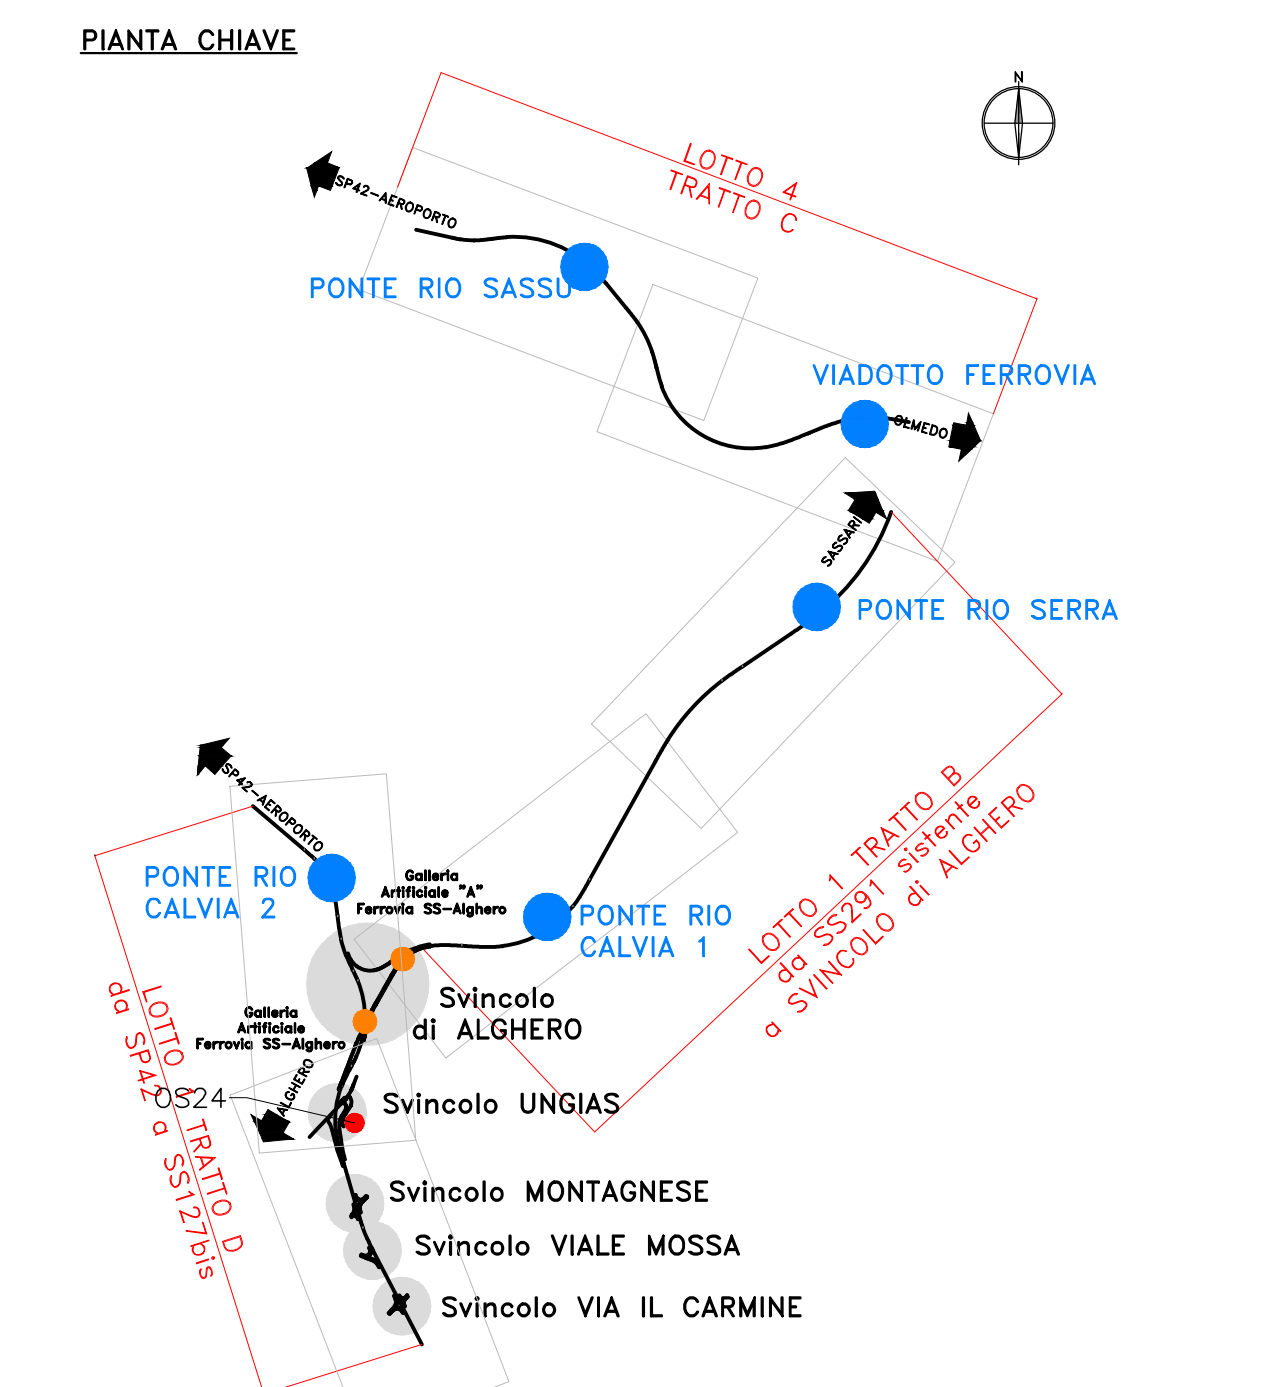 PIANTA CHIAVE
N
LOTTO 4
TRATTO C
SP42-AEROPORTO
PONTE RIO SASSU
VIADOTTO FERROVIA
OLMEDO
SASSARI
PONTE RIO SERRA
SP42-AEROPORTO
LOTTO 1 TRATTO B
da SS291 sistente
a SVINCOLO di ALGHERO
PONTE RIO
CALVIA 2
Galleria
Artificiale "A"
Ferrovia SS-Alghero
PONTE RIO
CALVIA 1
Svincolo
di ALGHERO
Galleria
Artificiale
Ferrovia SS-Alghero
LOTTO 1 TRATTO D
da SP42 a SS127bis
ALGHERO
OS24
Svincolo UNGIAS
Svincolo MONTAGNESE
Svincolo VIALE MOSSA
Svincolo VIA IL CARMINE